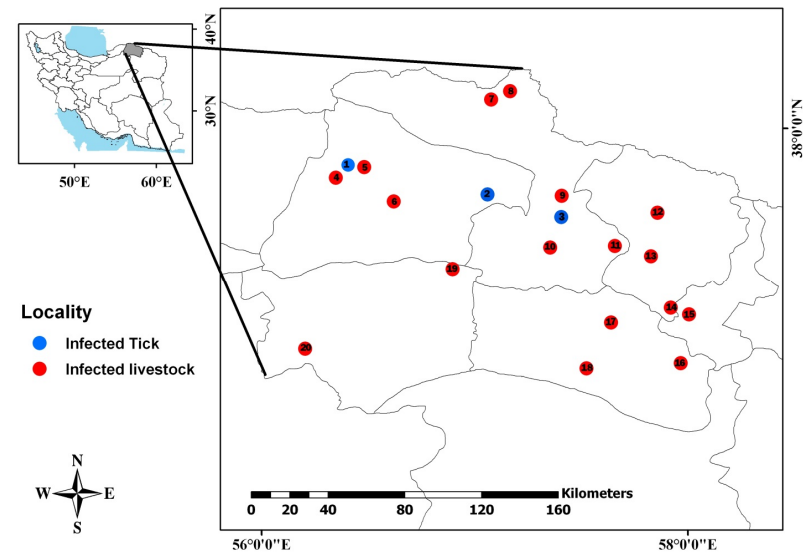 40°N
30°N
50°E
60°E
38°0'0"N
8
7
1
5
4
6
2
9
3
12
10
11
13
19
14
15
17
20
16
18
Locality
Infected Tick
Infected livestock
N
W
E
S
Kilometers
0 20 40 80 120 160
56°0'0"E
58°0'0"E